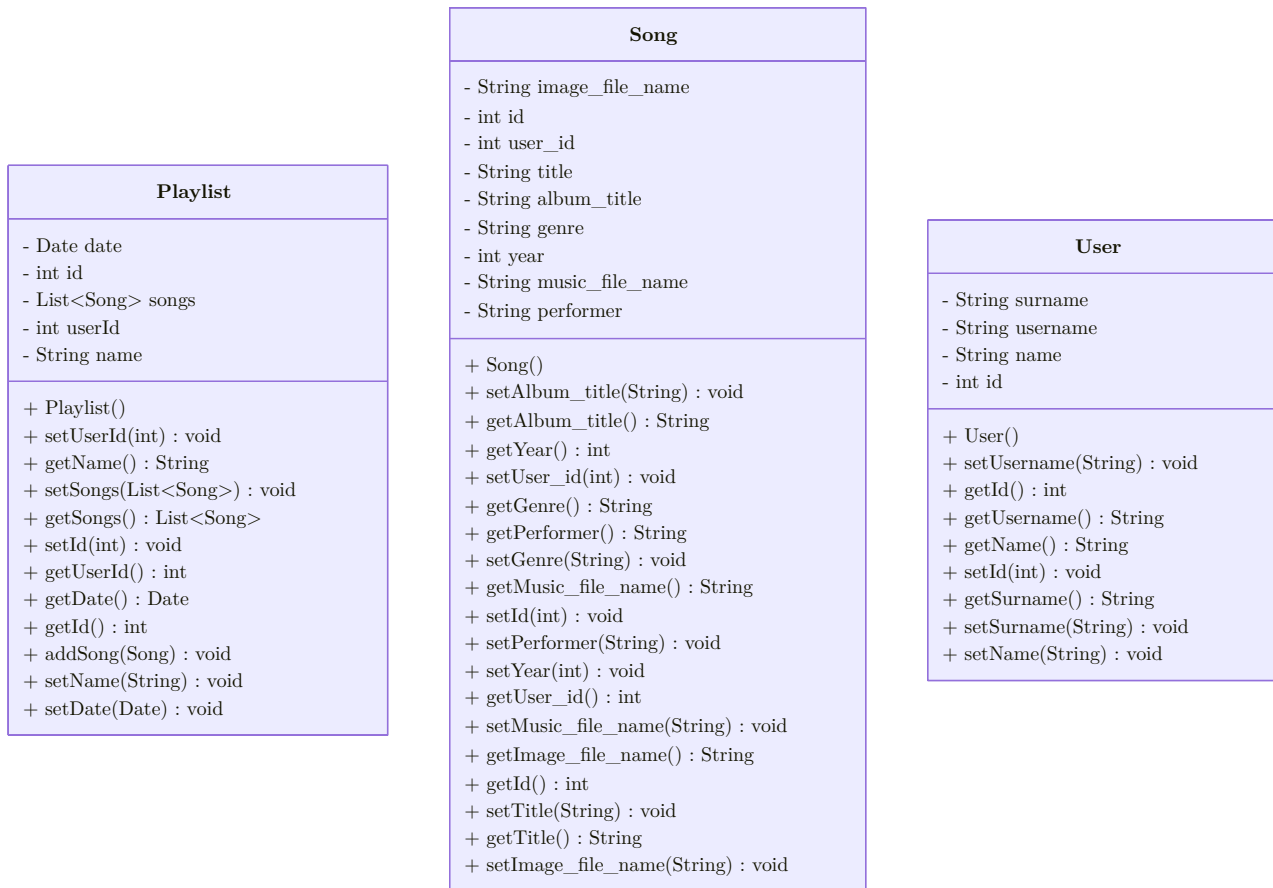 Playlist
- Date date
- int id
- List<Song> songs
- int userId
- String name
+ Playlist()
+ setUserId(int) : void
+ getName() : String
+ setSongs(List<Song>) : void
+ getSongs() : List<Song>
+ setId(int) : void
+ getUserId() : int
+ getDate() : Date
+ getId() : int
+ addSong(Song) : void
+ setName(String) : void
+ setDate(Date) : void
Song
- String image_file_name
- int id
- int user_id
- String title
- String album_title
- String genre
- int year
- String music_file_name
- String performer
+ Song()
+ setAlbum_title(String) : void
+ getAlbum_title() : String
+ getYear() : int
+ setUser_id(int) : void
+ getGenre() : String
+ getPerformer() : String
+ setGenre(String) : void
+ getMusic_file_name() : String
+ setId(int) : void
+ setPerformer(String) : void
+ setYear(int) : void
+ getUser_id() : int
+ setMusic_file_name(String) : void
+ getImage_file_name() : String
+ getId() : int
+ setTitle(String) : void
+ getTitle() : String
+ setImage_file_name(String) : void
User
- String surname
- String username
- String name
- int id
+ User()
+ setUsername(String) : void
+ getId() : int
+ getUsername() : String
+ getName() : String
+ setId(int) : void
+ getSurname() : String
+ setSurname(String) : void
+ setName(String) : void